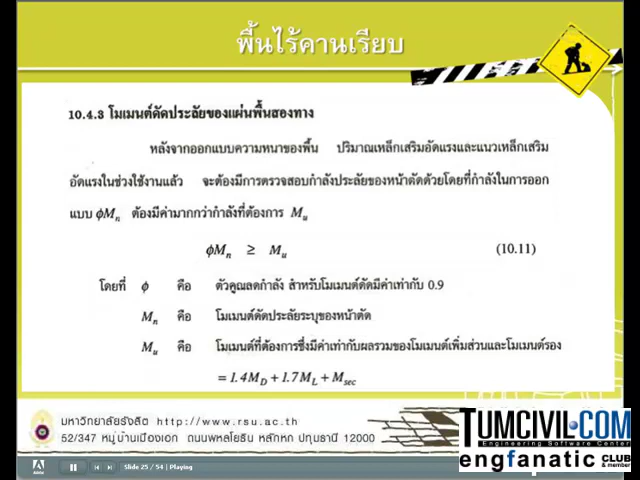 พื้นไร้คานเรียบ
10.4.3 โมเมนต์ดัดประลัยของแผ่นพื้นสองทาง
หลังจากออกแบบความหนาของพื้น ปริมาณเหล็กเสริมอัดแรงและแนวเหล็กเสริม
อัดแรงในช่วงใช้งานแล้ว จะต้องมีการตรวจสอบกำลังประลัยของหน้าตัดด้วยโดยที่กำลังในการออก
แบบ ϕMn ต้องมีค่ามากกว่ากำลังที่ต้องการ Mu
ϕMn ≥ Mu (10.11)
โดยที่ ϕ คือ ตัวคูณลดกำลัง สำหรับโมเมนต์ดัดมีค่าเท่ากับ 0.9
Mn คือ โมเมนต์ดัดประลัยระบุของหน้าตัด
Mu คือ โมเมนต์ที่ต้องการซึ่งมีค่าเท่ากับผลรวมของโมเมนต์เพิ่มส่วนและโมเมนต์รอง
= 1.4MD + 1.7ML + Msec
มหาวิทยาลัยรังสิต http://www.rsu.ac.th
52/347 หมู่บ้านเมืองเอก ถนนพหลโยธิน หลักหก ปทุมธานี 12000
TUMCIVIL.COM
Engineering Software Center
engfanatic CLUB
& member
Adobe
Slide 25 / 54 | Playing